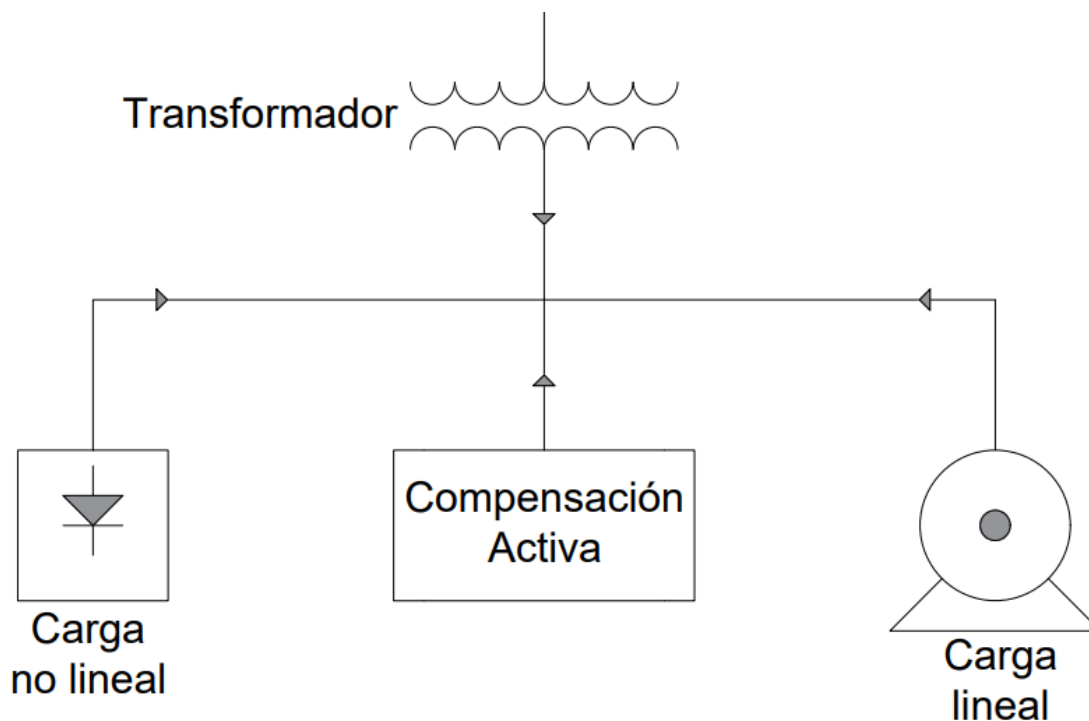 Transformador
Compensación
Activa
Carga
no lineal
Carga
lineal